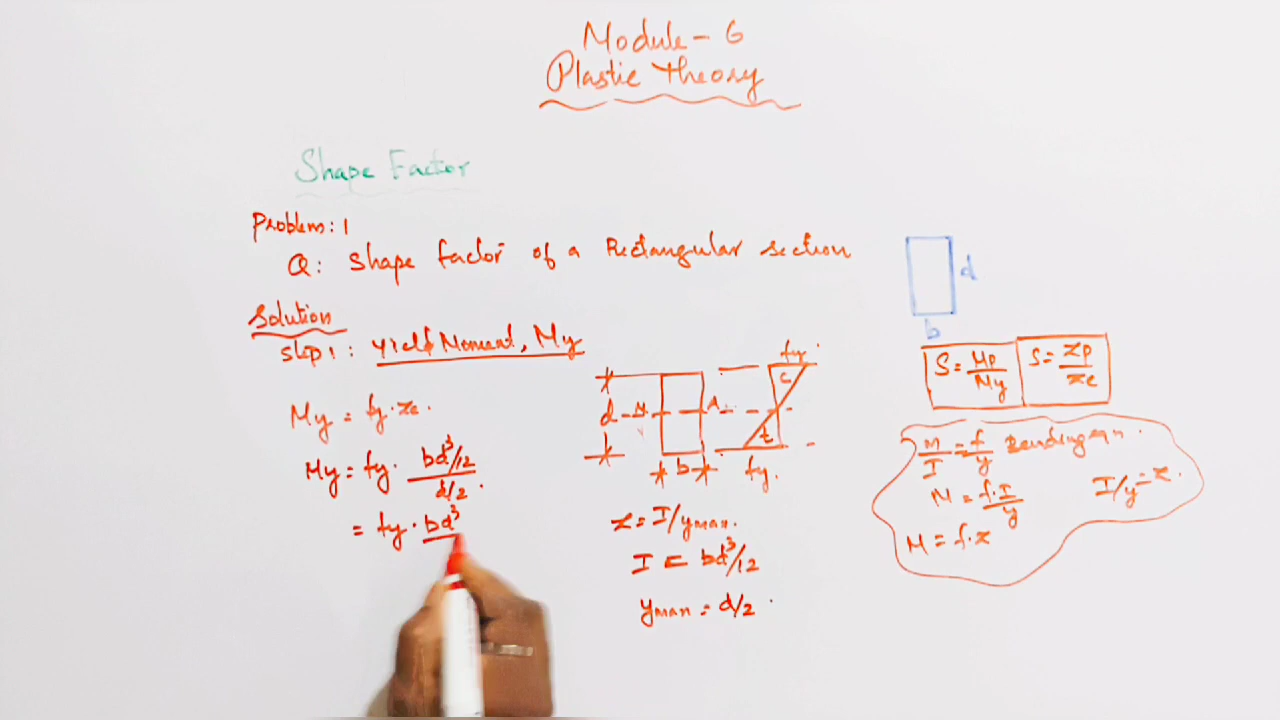 Module - 6
Plastic Theory
Shape Factor
Problem: 1
Q: Shape factor of a Rectangular section
d
b
Solution
Step 1: Yield Moment, My
My = fy · Ze ·
My = fy · bd³/12 / d/2 ·
= fy · bd³
fy
d
c
t
b
fy
Z = I/ymax.
I = bd³/12
ymax = d/2
S = Mp/My
S = Zp/Ze
M/I = f/y Bending
M = f·I/y
I/y = Z.
M = f·Z